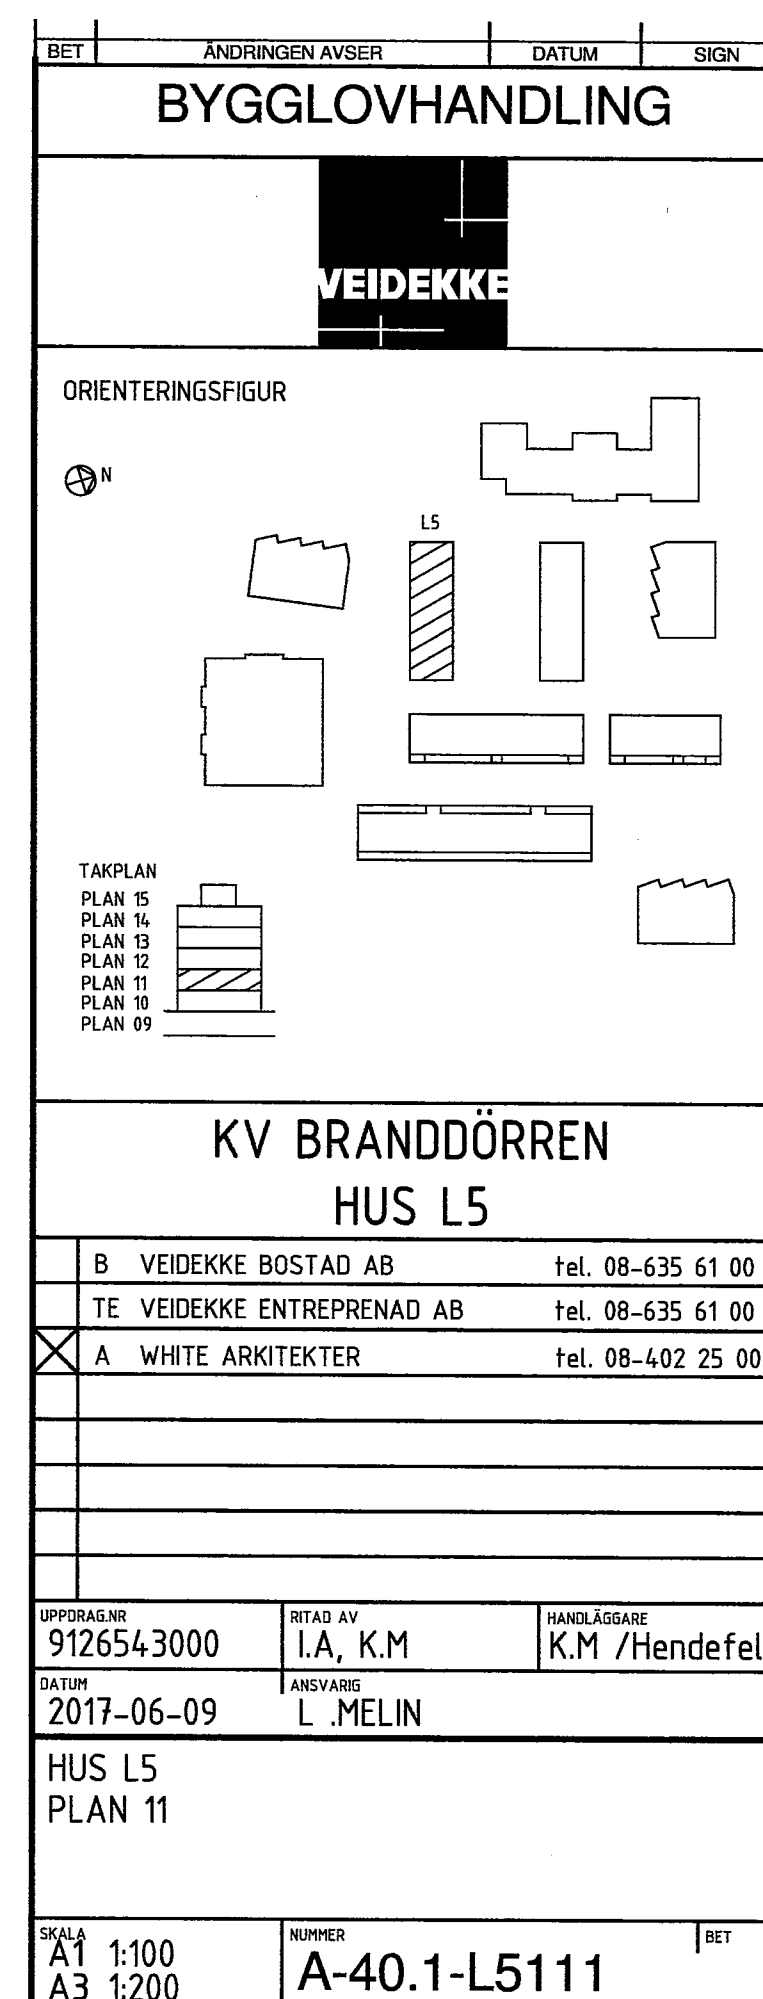 BET ÄNDRINGEN AVSER DATUM SIGN
BYGGLOVHANDLING
VEIDEKKE
ORIENTERINGSFIGUR
N
L5
TAKPLAN
PLAN 15
PLAN 14
PLAN 13
PLAN 12
PLAN 11
PLAN 10
PLAN 09
KV BRANDDÖRREN
HUS L5
B VEIDEKKE BOSTAD AB tel. 08-635 61 00
TE VEIDEKKE ENTREPRENAD AB tel. 08-635 61 00
A WHITE ARKITEKTER tel. 08-402 25 00
UPPDRAG.NR RITAD AV HANDLÄGGARE
9126543000 I.A, K.M K.M /Hendefel
DATUM ANSVARIG
2017-06-09 L .MELIN
HUS L5
PLAN 11
SKALA NUMMER BET
A1 1:100 A-40.1-L5111
A3 1:200